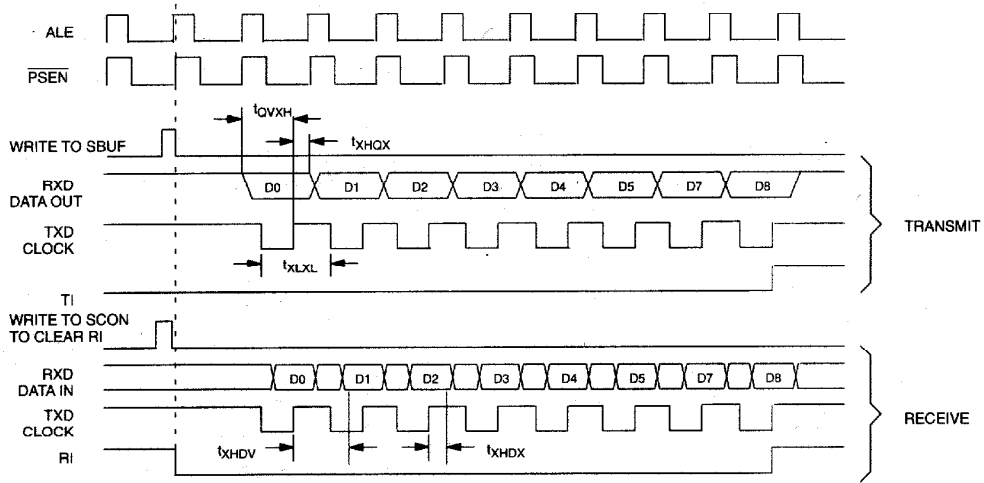 ALE
PSEN
tQVXH
tXHQX
WRITE TO SBUF
RXD
DATA OUT
D0 D1 D2 D3 D4 D5 D7 D8
TXD
CLOCK
TRANSMIT
tXLXL
TI
WRITE TO SCON
TO CLEAR RI
RXD
DATA IN
D0 D1 D2 D3 D4 D5 D7 D8
TXD
CLOCK
RECEIVE
tXHDV
tXHDX
RI